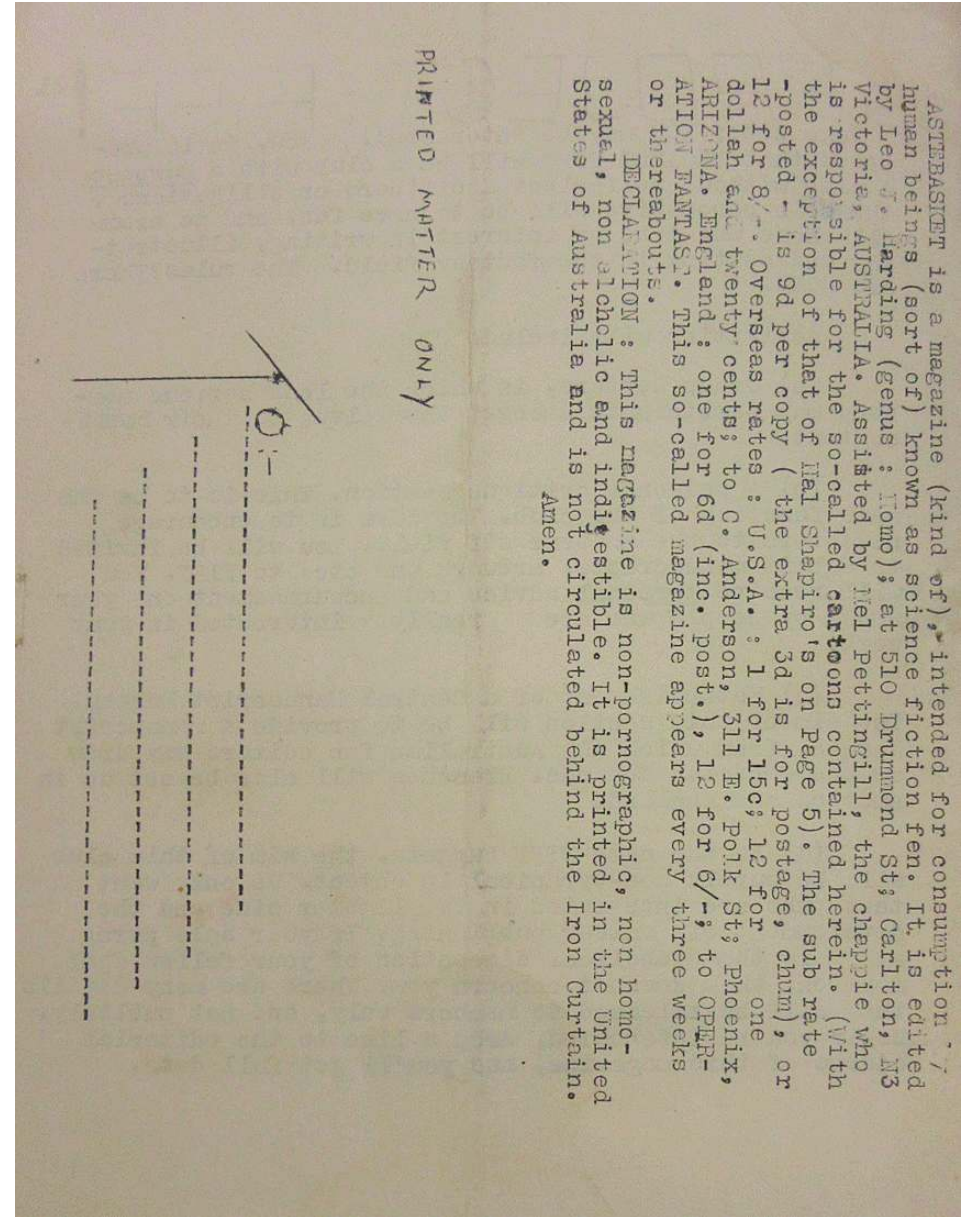 ASTEBASKET is a magazine (kind of), intended for consumption by
human beings (sort of) known as science fiction fen. It is edited
by Leo J. Harding (genus : Homo); at 510 Drummond St; Carlton, N3
Victoria, AUSTRALIA. Assisted by Mel Pettingill, the chappie who
is responsible for the so-called cartoons contained herein. (With
the exception of that of Hal Shapiro's on Page 5). The sub rate
-posted - is 9d per copy ( the extra 3d is for postage, chum), or
12 for 8/-. Overseas rates : U.S.A. : 1 for 15c; 12 for one
dollah and twenty cents; to C. Anderson, 311 E. Polk St; Phoenix,
ARIZONA. England : one for 6d (inc. post.), 12 for 6/-; to OPER-
ATION FANTAST. This so-called magazine appears every three weeks
or thereabouts.
DECLARATION : This magazine is non-pornographic, non homo-
sexual, non alcholic and indigestible. It is printed in the United
States of Australia and is not circulated behind the Iron Curtain.
Amen.
PRINTED MATTER ONLY
TO :-